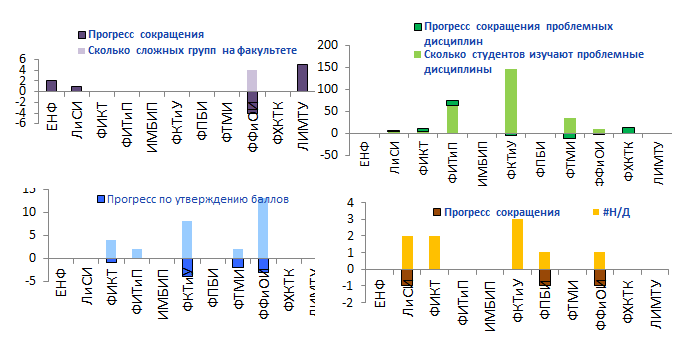 Прогресс сокращения
Сколько сложных групп на факультете
6
4
2
0
-2
-4
-6
ЕНФ
ЛиСИ
ФИКТ
ФИТиП
ИМБИП
ФКТиУ
ФПБИ
ФТМИ
ФФиОИ
ФХКТК
ЛИМТУ
Прогресс сокращения проблемных
дисциплин
Сколько студентов изучают проблемные
дисциплины
200
150
100
50
0
-50
ЕНФ
ЛиСИ
ФИКТ
ФИТиП
ИМБИП
ФКТиУ
ФПБИ
ФТМИ
ФФиОИ
ФХКТК
ЛИМТУ
Прогресс по утверждению баллов
15
10
5
0
-5
ЕНФ
ЛиСИ
ФИКТ
ФИТиП
ИМБИП
ФКТиУ
ФПБИ
ФТМИ
ФФиОИ
ФХКТК
ЛИМТУ
Прогресс сокращения
#Н/Д
4
3
2
1
0
-1
-2
ЕНФ
ЛиСИ
ФИКТ
ФИТиП
ИМБИП
ФКТиУ
ФПБИ
ФТМИ
ФФиОИ
ФХКТК
ЛИМТУ